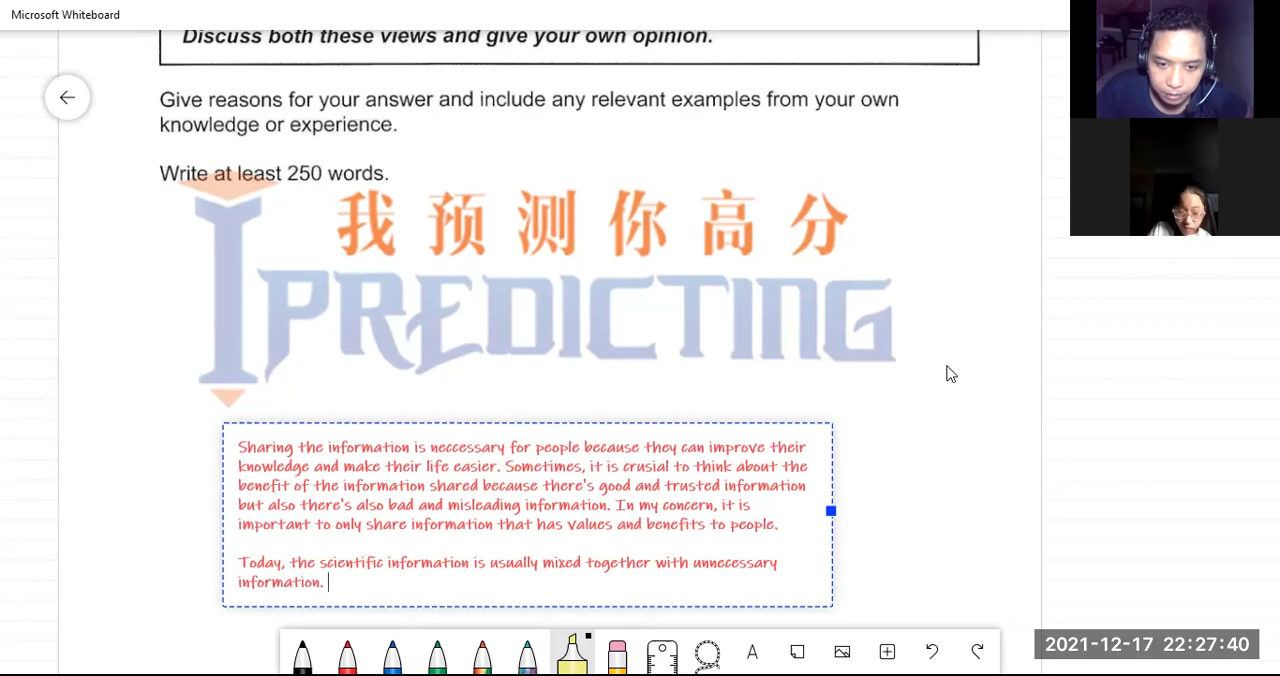 Microsoft Whiteboard
Discuss both these views and give your own opinion.
Give reasons for your answer and include any relevant examples from your own
knowledge or experience.
Write at least 250 words.
我预测你高分
IPREDICTING
Sharing the information is neccessary for people because they can improve their
knowledge and make their life easier. Sometimes, it is crusial to think about the
benefit of the information shared because there's good and trusted information
but also there's also bad and misleading information. In my concern, it is
important to only share information that has values and benefits to people.
Today, the scientific information is usually mixed together with unnecessary
information.
A
2021-12-17 22:27:40